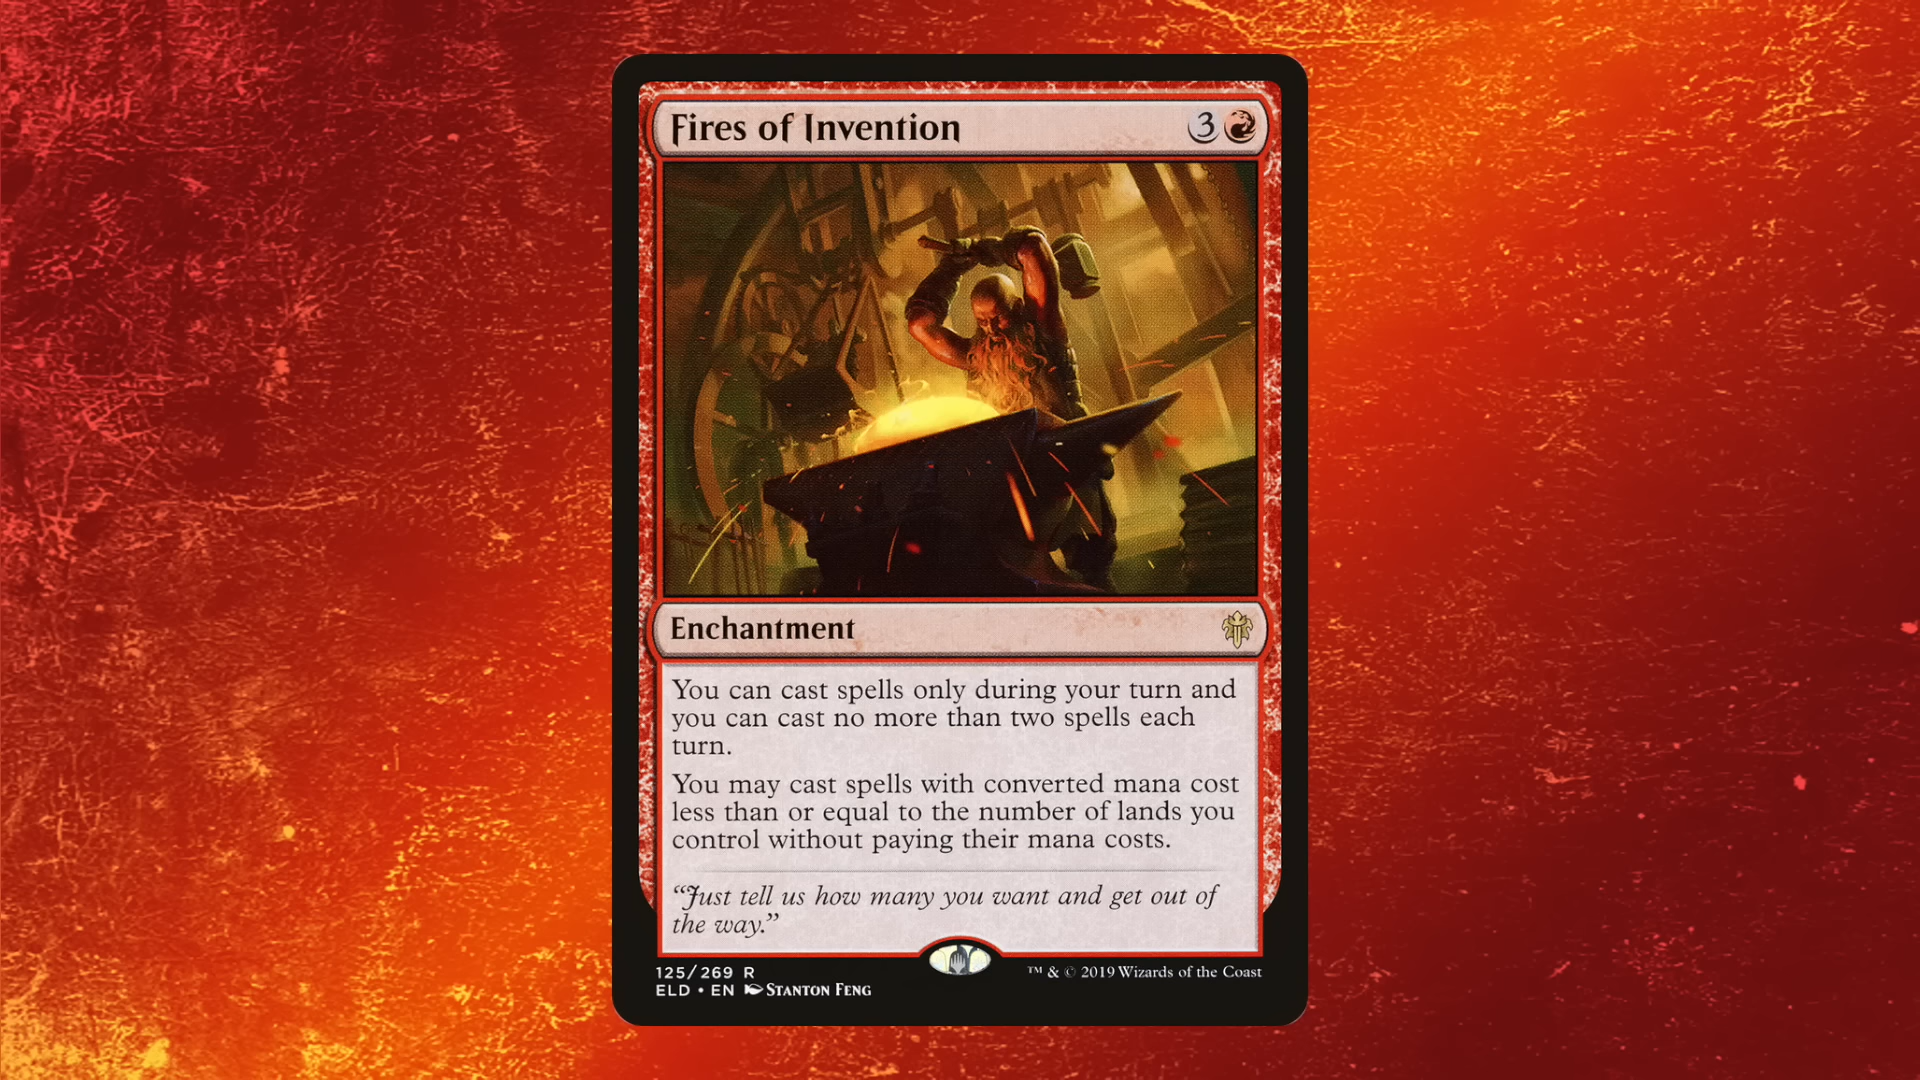 Fires of Invention 3
Enchantment
You can cast spells only during your turn and
you can cast no more than two spells each
turn.
You may cast spells with converted mana cost
less than or equal to the number of lands you
control without paying their mana costs.
“Just tell us how many you want and get out of
the way.”
125/269 R
ELD • EN Stanton Feng
™ & © 2019 Wizards of the Coast